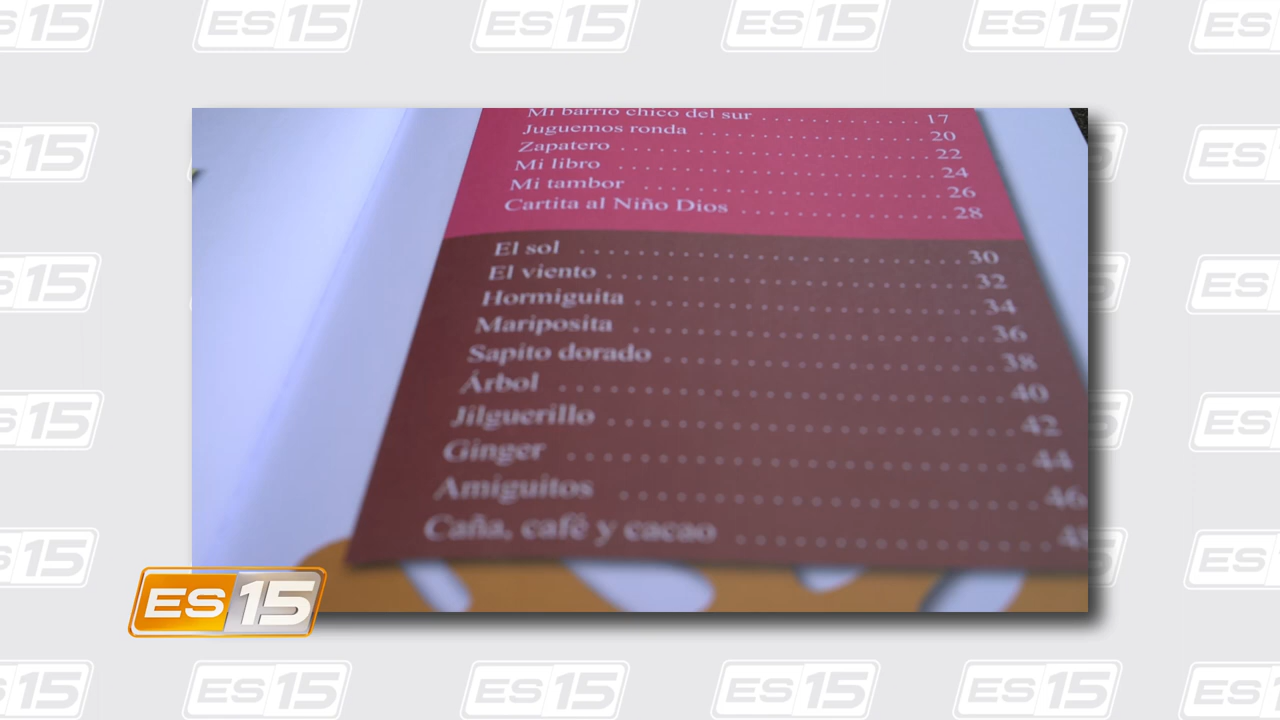 Mi barrio chico del sur . . . . . . . . . . . . . . 17
Juguemos ronda . . . . . . . . . . . . . . . . . . . 20
Zapatero . . . . . . . . . . . . . . . . . . . . . . . . 22
Mi libro . . . . . . . . . . . . . . . . . . . . . . . . 24
Mi tambor . . . . . . . . . . . . . . . . . . . . . . 26
Cartita al Niño Dios . . . . . . . . . . . . . . . 28
El sol . . . . . . . . . . . . . . . . . . . . . . . . . . 30
El viento . . . . . . . . . . . . . . . . . . . . . . . . 32
Hormiguita . . . . . . . . . . . . . . . . . . . . . . 34
Mariposita . . . . . . . . . . . . . . . . . . . . . . 36
Sapito dorado . . . . . . . . . . . . . . . . . . . . 38
Árbol . . . . . . . . . . . . . . . . . . . . . . . . . . 40
Jilguerillo . . . . . . . . . . . . . . . . . . . . . . 42
Ginger . . . . . . . . . . . . . . . . . . . . . . . . 44
Amiguitos . . . . . . . . . . . . . . . . . . . . . . 46
Caña, café y cacao . . . . . . . . . . . . . . . .
ES15